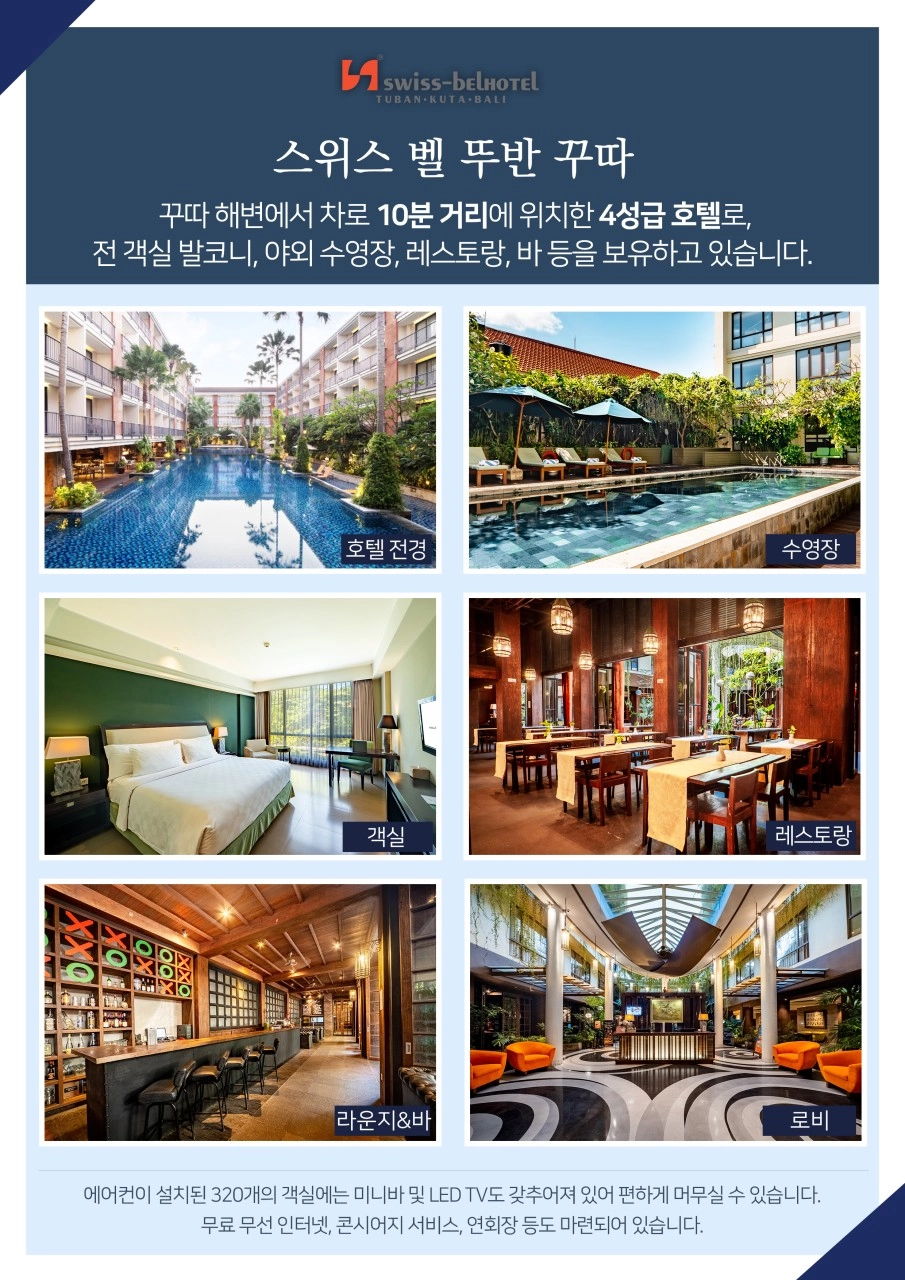 swiss-belHOTEL
TUBAN•KUTA•BALI
스위스 벨 뚜반 꾸따
꾸따 해변에서 차로 10분 거리에 위치한 4성급 호텔로,
전 객실 발코니, 야외 수영장, 레스토랑, 바 등을 보유하고 있습니다.
호텔 전경
수영장
객실
레스토랑
라운지&바
로비
에어컨이 설치된 320개의 객실에는 미니바 및 LED TV도 갖추어져 있어 편하게 머무실 수 있습니다.
무료 무선 인터넷, 콘시어지 서비스, 연회장 등도 마련되어 있습니다.